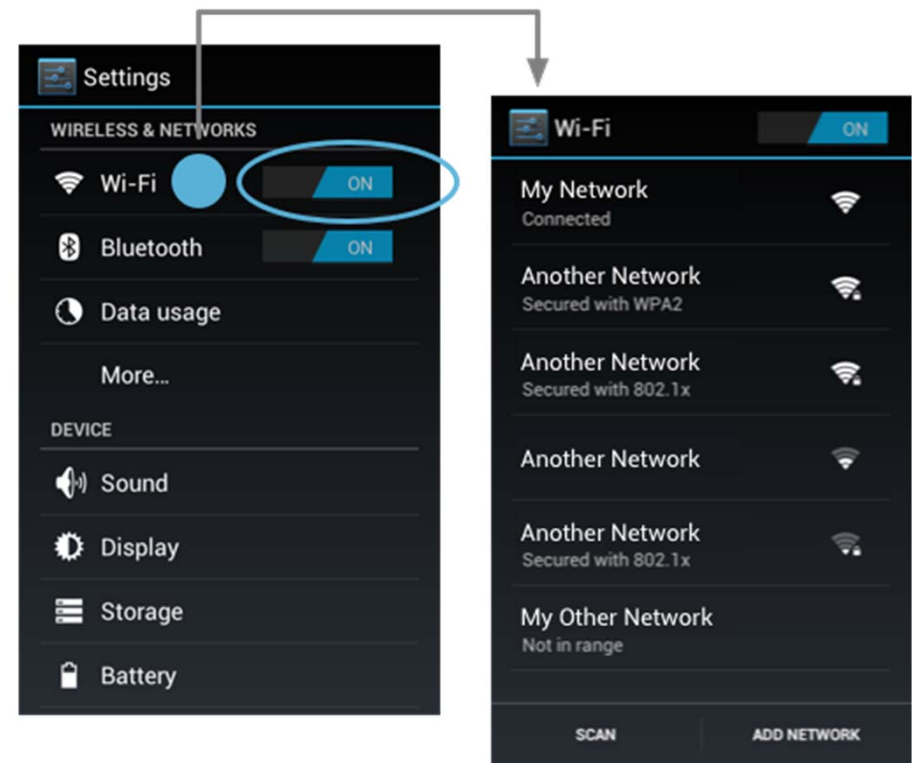 Settings
WIRELESS & NETWORKS
Wi-Fi
ON
Bluetooth
ON
Data usage
More...
DEVICE
Sound
Display
Storage
Battery
Wi-Fi
ON
My Network
Connected
Another Network
Secured with WPA2
Another Network
Secured with 802.1x
Another Network
Another Network
Secured with 802.1x
My Other Network
Not in range
SCAN
ADD NETWORK